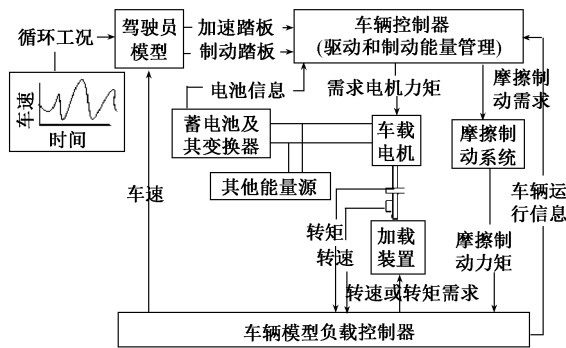 循环工况
驾驶员
模型
加速踏板
制动踏板
车辆控制器
(驱动和制动能量管理)
车速
时间
电池信息
需求电机力矩
摩擦制
动需求
蓄电池及
其变换器
车载
电机
摩擦制
动系统
其他能量源
车速
车辆运
行信息
转矩
转速
加载
装置
摩擦制
动力矩
转速或转矩需求
车辆模型负载控制器